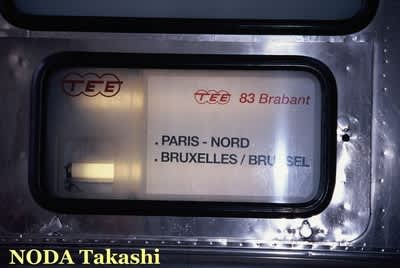 TEE
TEE 83 Brabant
. PARIS - NORD
. BRUXELLES / BRUSSEL
NODA Takashi